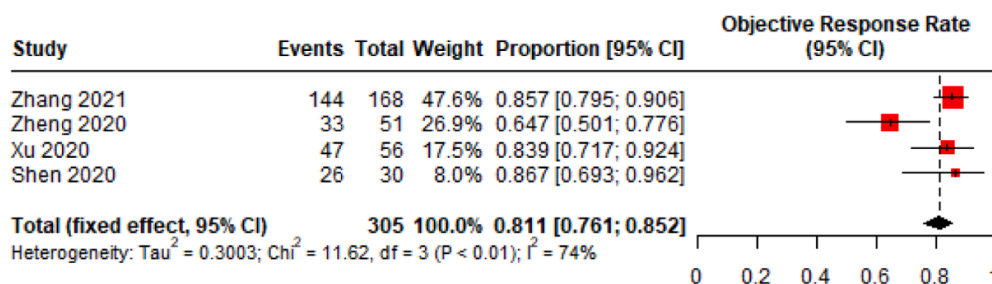 Objective Response Rate
Study Events Total Weight Proportion [95% CI] (95% CI)
Zhang 2021 144 168 47.6% 0.857 [0.795; 0.906]
Zheng 2020 33 51 26.9% 0.647 [0.501; 0.776]
Xu 2020 47 56 17.5% 0.839 [0.717; 0.924]
Shen 2020 26 30 8.0% 0.867 [0.693; 0.962]
Total (fixed effect, 95% CI) 305 100.0% 0.811 [0.761; 0.852]
Heterogeneity: Tau² = 0.3003; Chi² = 11.62, df = 3 (P < 0.01); I² = 74%
0 0.2 0.4 0.6 0.8 1